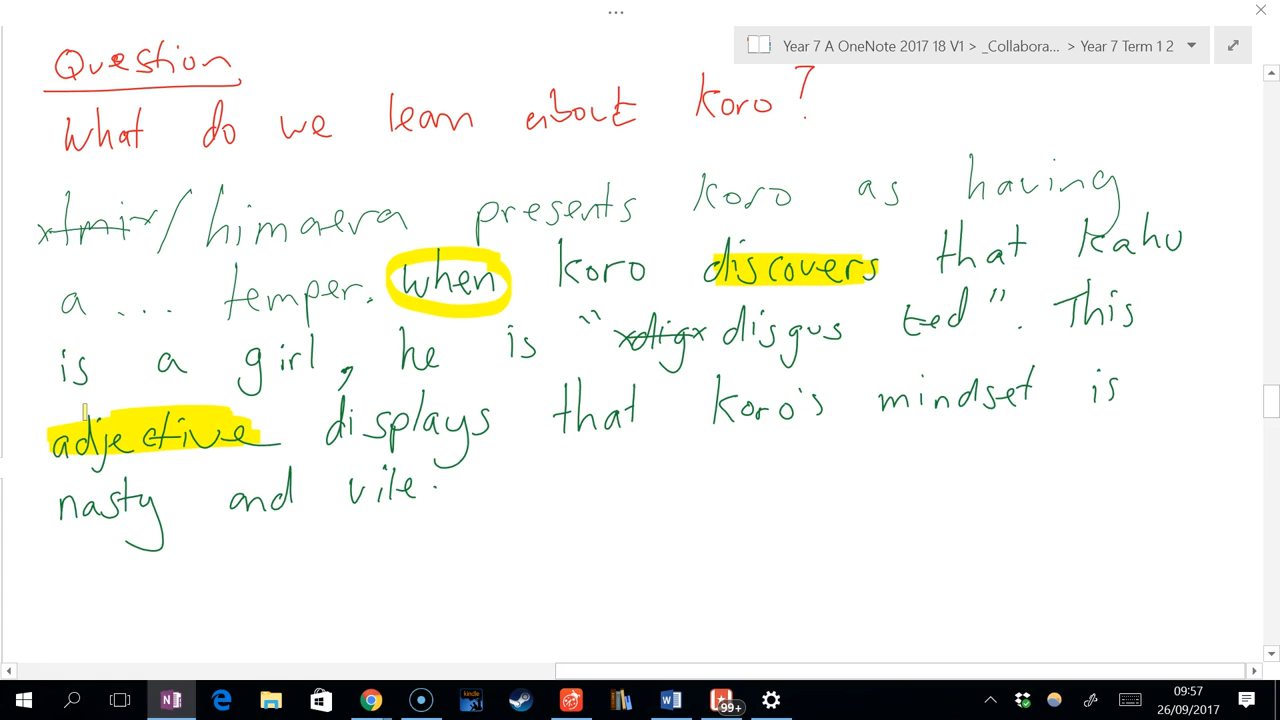 ...
Year 7 A OneNote 2017 18 V1 > _Collabora... > Year 7 Term 1 2
Question
What do we learn about Koro?
/himaera presents Koro as having
a ... temper. when Koro discovers that Kahu
is a girl, he is "disgusted". This
adjective displays that Koro's mindset is
nasty and vile.
99+
09:57
26/09/2017